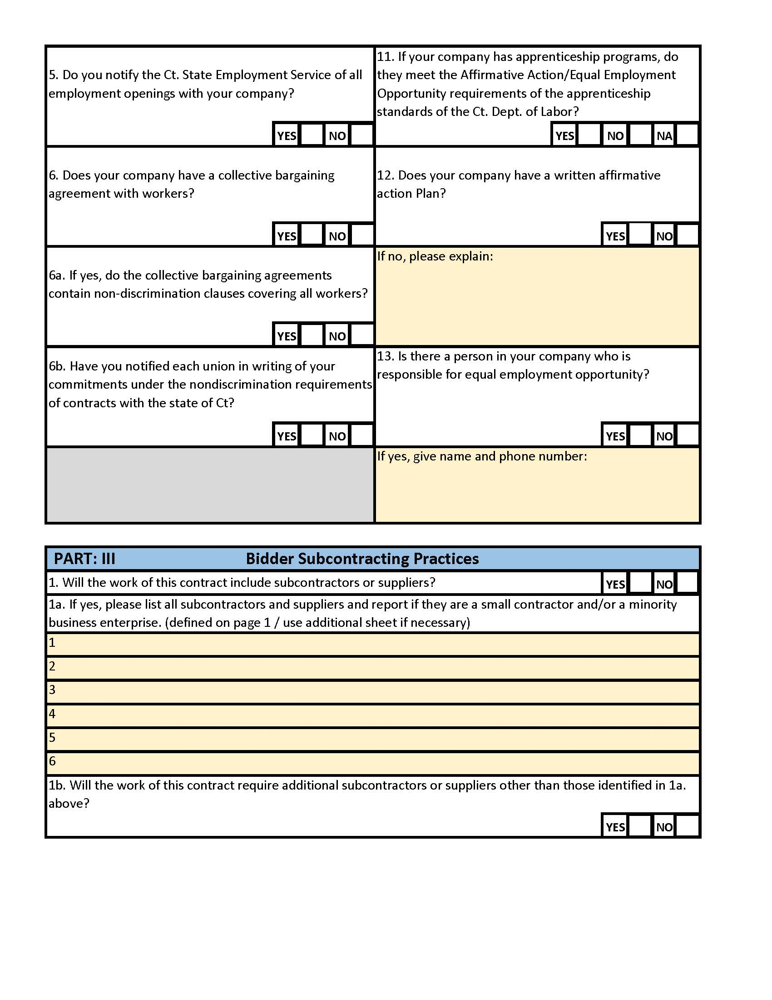 5. Do you notify the Ct. State Employment Service of all
employment openings with your company?
YES NO
11. If your company has apprenticeship programs, do
they meet the Affirmative Action/Equal Employment
Opportunity requirements of the apprenticeship
standards of the Ct. Dept. of Labor?
YES NO NA
6. Does your company have a collective bargaining
agreement with workers?
YES NO
12. Does your company have a written affirmative
action Plan?
YES NO
6a. If yes, do the collective bargaining agreements
contain non-discrimination clauses covering all workers?
YES NO
If no, please explain:
6b. Have you notified each union in writing of your
commitments under the nondiscrimination requirements
of contracts with the state of Ct?
YES NO
13. Is there a person in your company who is
responsible for equal employment opportunity?
YES NO
If yes, give name and phone number:
PART: III Bidder Subcontracting Practices
1. Will the work of this contract include subcontractors or suppliers? YES NO
1a. If yes, please list all subcontractors and suppliers and report if they are a small contractor and/or a minority
business enterprise. (defined on page 1 / use additional sheet if necessary)
1
2
3
4
5
6
1b. Will the work of this contract require additional subcontractors or suppliers other than those identified in 1a.
above?
YES NO